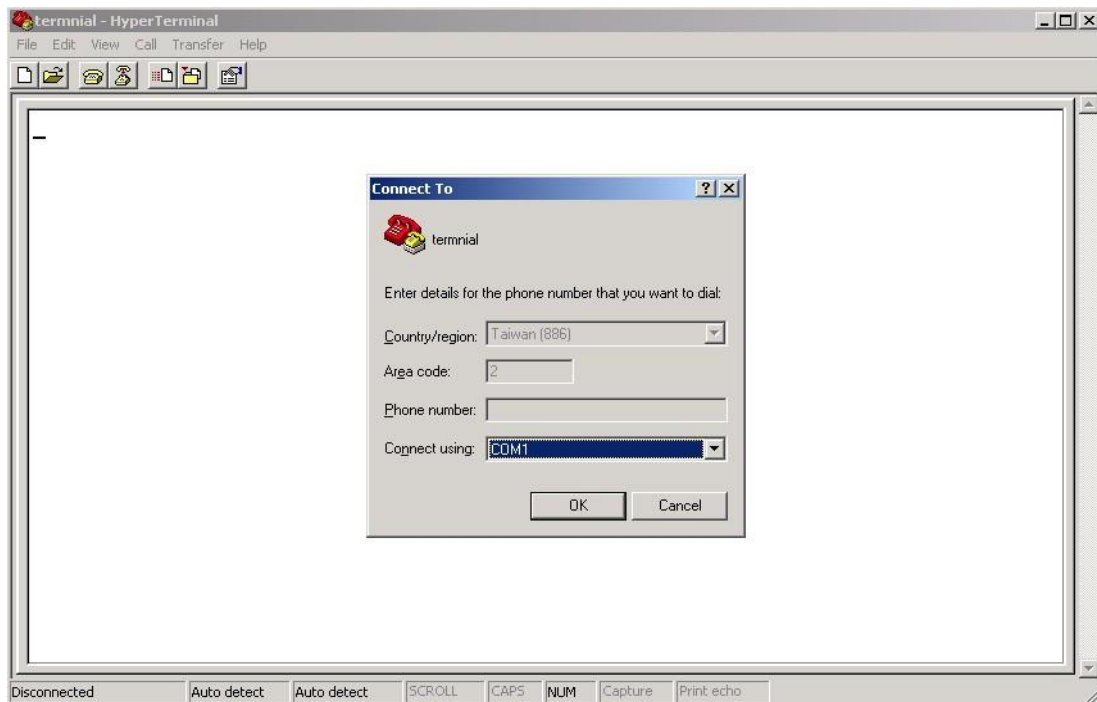 termnial - HyperTerminal
File Edit View Call Transfer Help
Connect To
termnial
Enter details for the phone number that you want to dial:
Country/region: Taiwan (886)
Area code: 2
Phone number:
Connect using: COM1
OK Cancel
Disconnected Auto detect Auto detect SCROLL CAPS NUM Capture Print echo